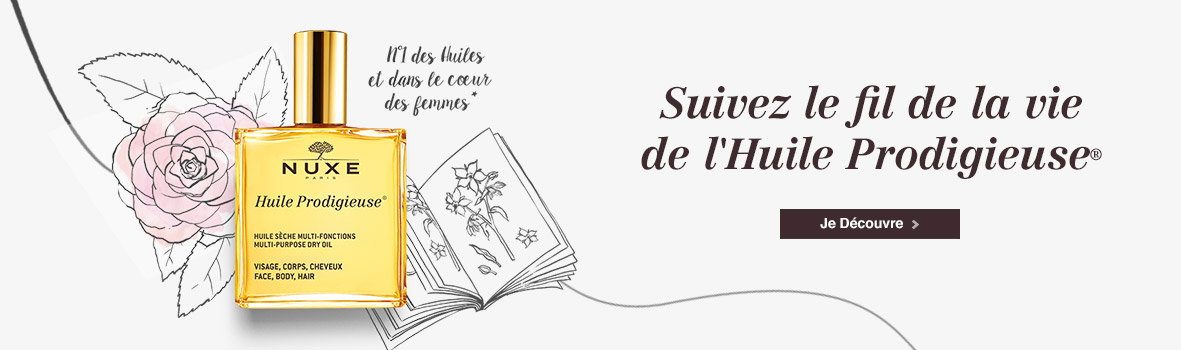 N°1 des Huiles
et dans le cœur
des femmes*
NUXE
PARIS
Huile Prodigieuse®
HUILE SÈCHE MULTI-FONCTIONS
MULTI-PURPOSE DRY OIL
VISAGE, CORPS, CHEVEUX
FACE, BODY, HAIR
Suivez le fil de la vie
de l'Huile Prodigieuse®
Je Découvre >